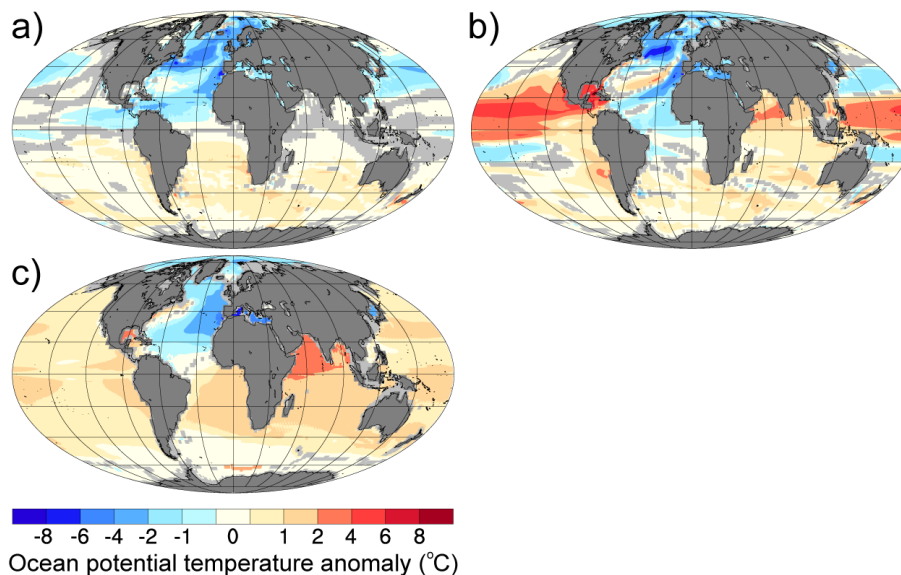 a)
b)
c)
-8 -6 -4 -2 -1 0 1 2 4 6 8
Ocean potential temperature anomaly (°C)